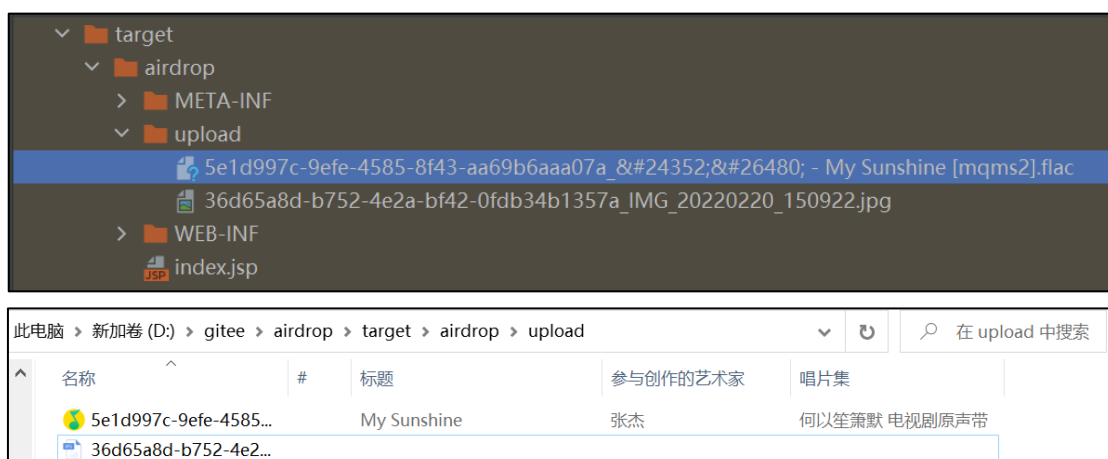 target
airdrop
META-INF
upload
5e1d997c-9efe-4585-8f43-aa69b6aaa07a_&#24352;&#26480; - My Sunshine [mqms2].flac
36d65a8d-b752-4e2a-bf42-0fdb34b1357a_IMG_20220220_150922.jpg
WEB-INF
JSP index.jsp
此电脑 > 新加卷 (D:) > gitee > airdrop > target > airdrop > upload 在 upload 中搜索
名称 # 标题 参与创作的艺术家 唱片集
5e1d997c-9efe-4585... My Sunshine 张杰 何以笙箫默 电视剧原声带
36d65a8d-b752-4e2...